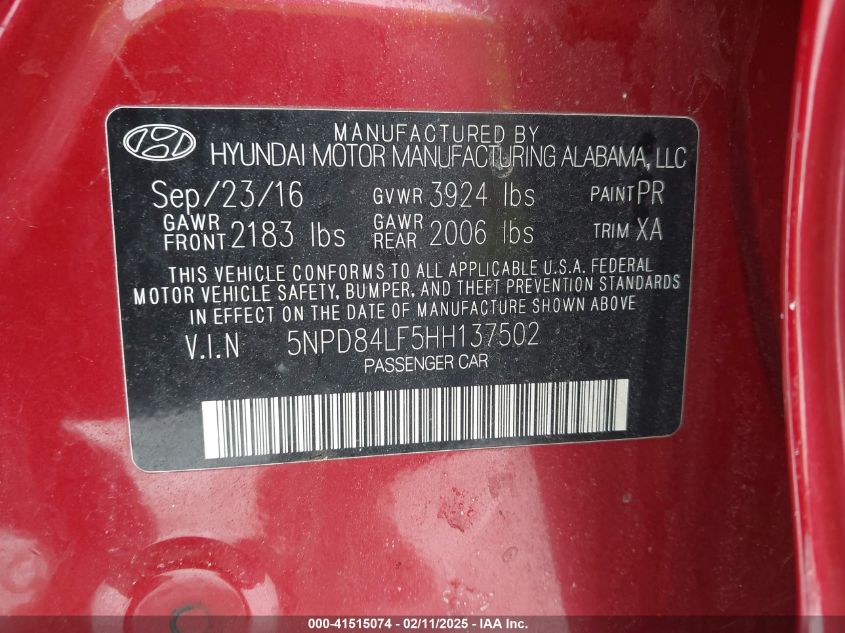 MANUFACTURED BY
HYUNDAI MOTOR MANUFACTURING ALABAMA, LLC
Sep/23/16 GVWR 3924 lbs PAINT PR
GAWR FRONT 2183 lbs GAWR REAR 2006 lbs TRIM XA
THIS VEHICLE CONFORMS TO ALL APPLICABLE U.S.A. FEDERAL
MOTOR VEHICLE SAFETY, BUMPER, AND THEFT PREVENTION STANDARDS
IN EFFECT ON THE DATE OF MANUFACTURE SHOWN ABOVE.
V.I.N 5NPD84LF5HH137502
PASSENGER CAR
000-41515074 - 02/11/2025 - IAA Inc.